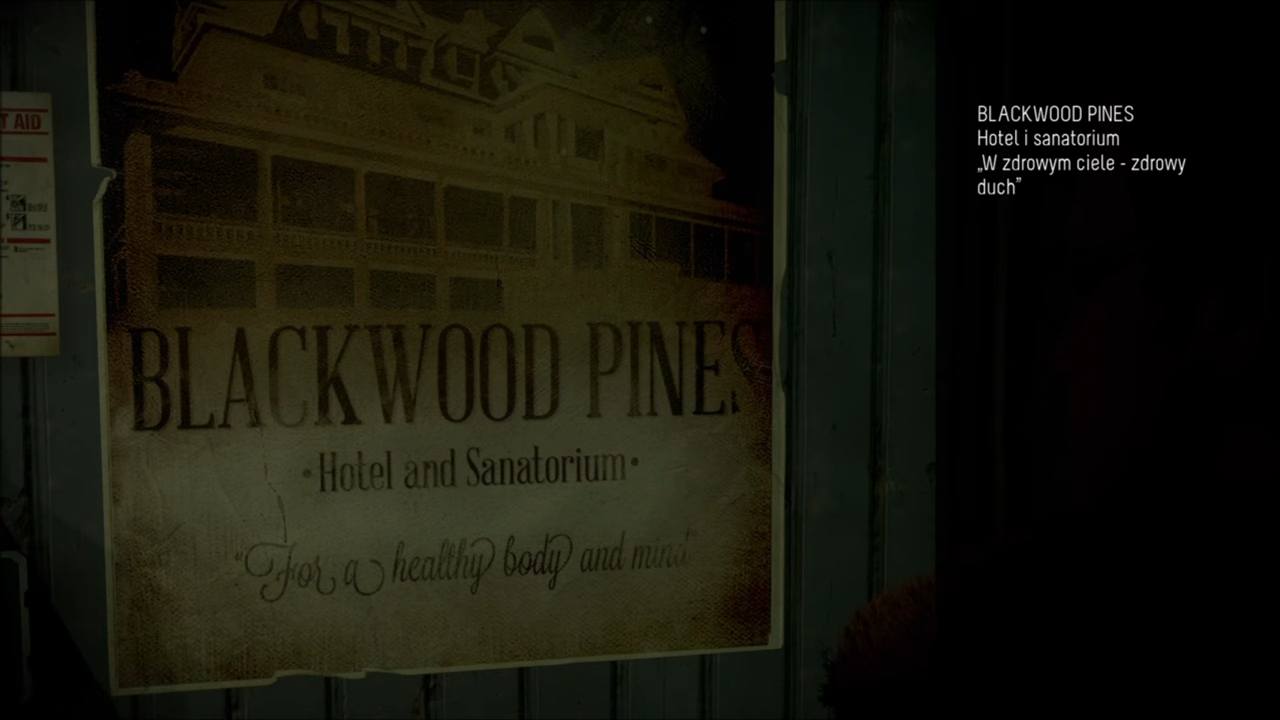 T AID
BLACKWOOD PINES
•Hotel and Sanatorium•
"For a healthy body and mind"
BLACKWOOD PINES
Hotel i sanatorium
„W zdrowym ciele - zdrowy
duch”